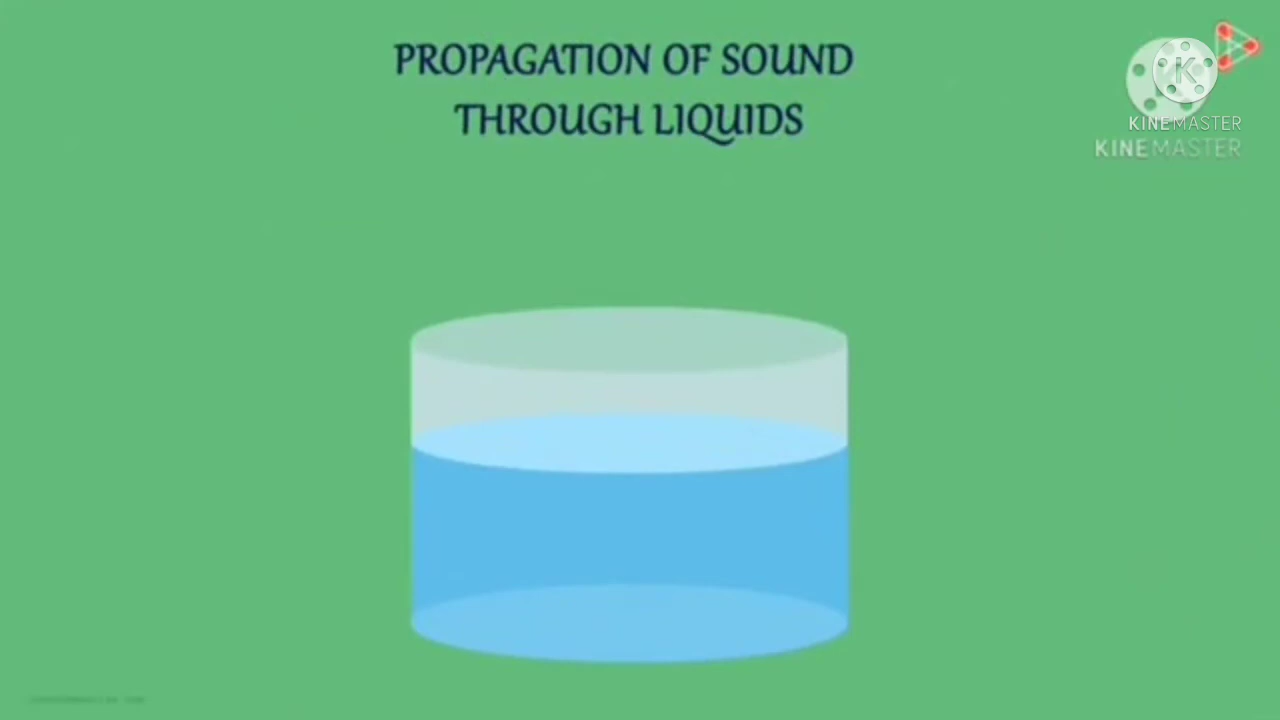 PROPAGATION OF SOUND
THROUGH LIQUIDS
K
KINEMASTER
KINEMASTER